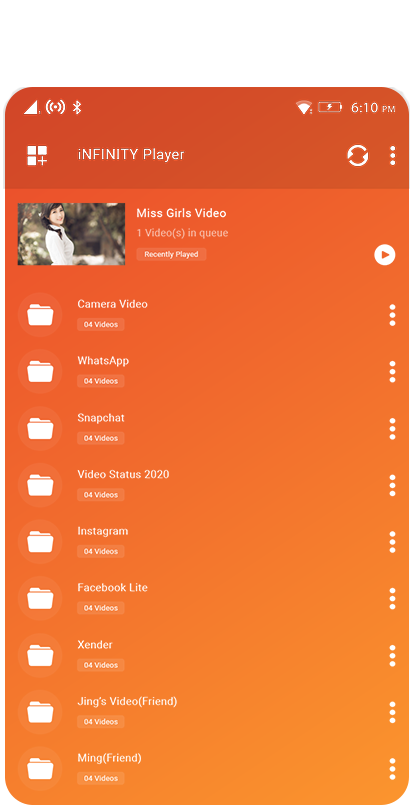 6:10 PM
iNFINITY Player
Miss Girls Video
1 Video(s) in queue
Recently Played
Camera Video
04 Videos
WhatsApp
04 Videos
Snapchat
04 Videos
Video Status 2020
04 Videos
Instagram
04 Videos
Facebook Lite
04 Videos
Xender
04 Videos
Jing's Video(Friend)
04 Videos
Ming(Friend)
04 Videos